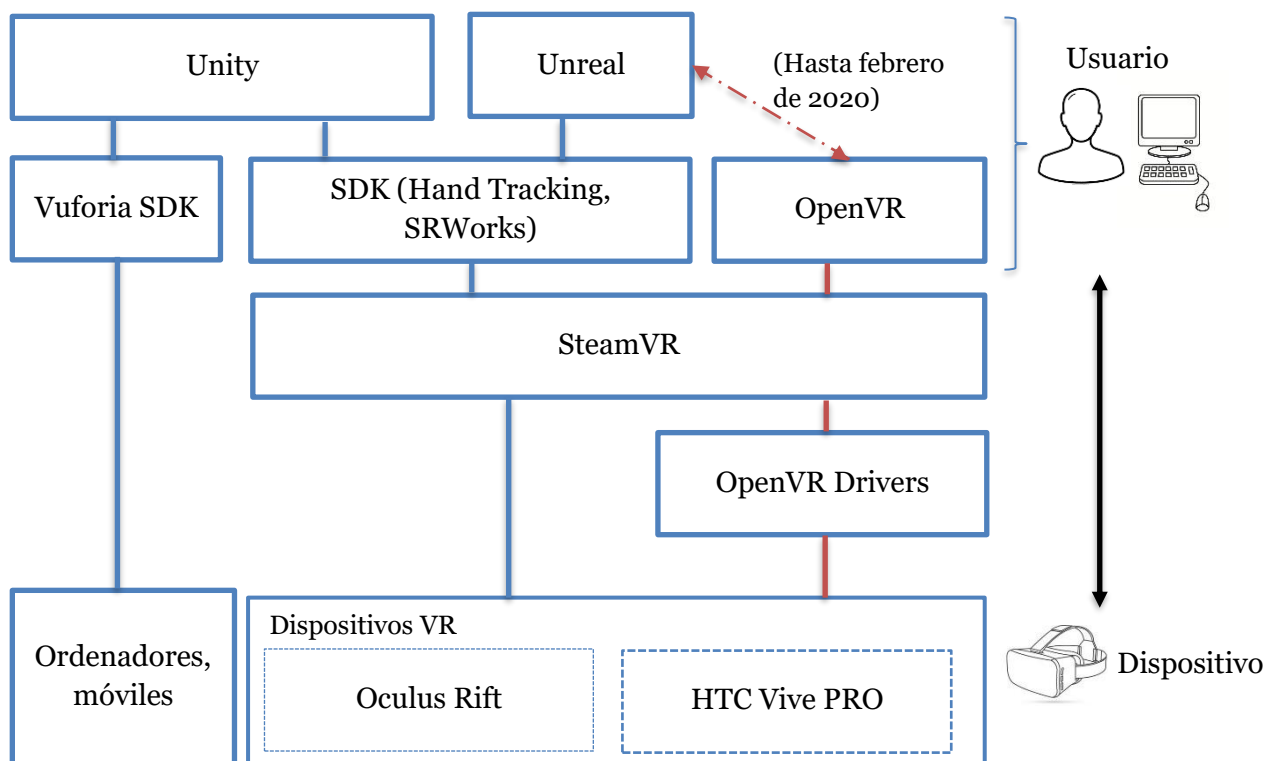 Unity
Unreal
(Hasta febrero
de 2020)
Usuario
Vuforia SDK
SDK (Hand Tracking,
SRWorks)
OpenVR
SteamVR
OpenVR Drivers
Ordenadores,
móviles
Dispositivos VR
Oculus Rift
HTC Vive PRO
Dispositivo